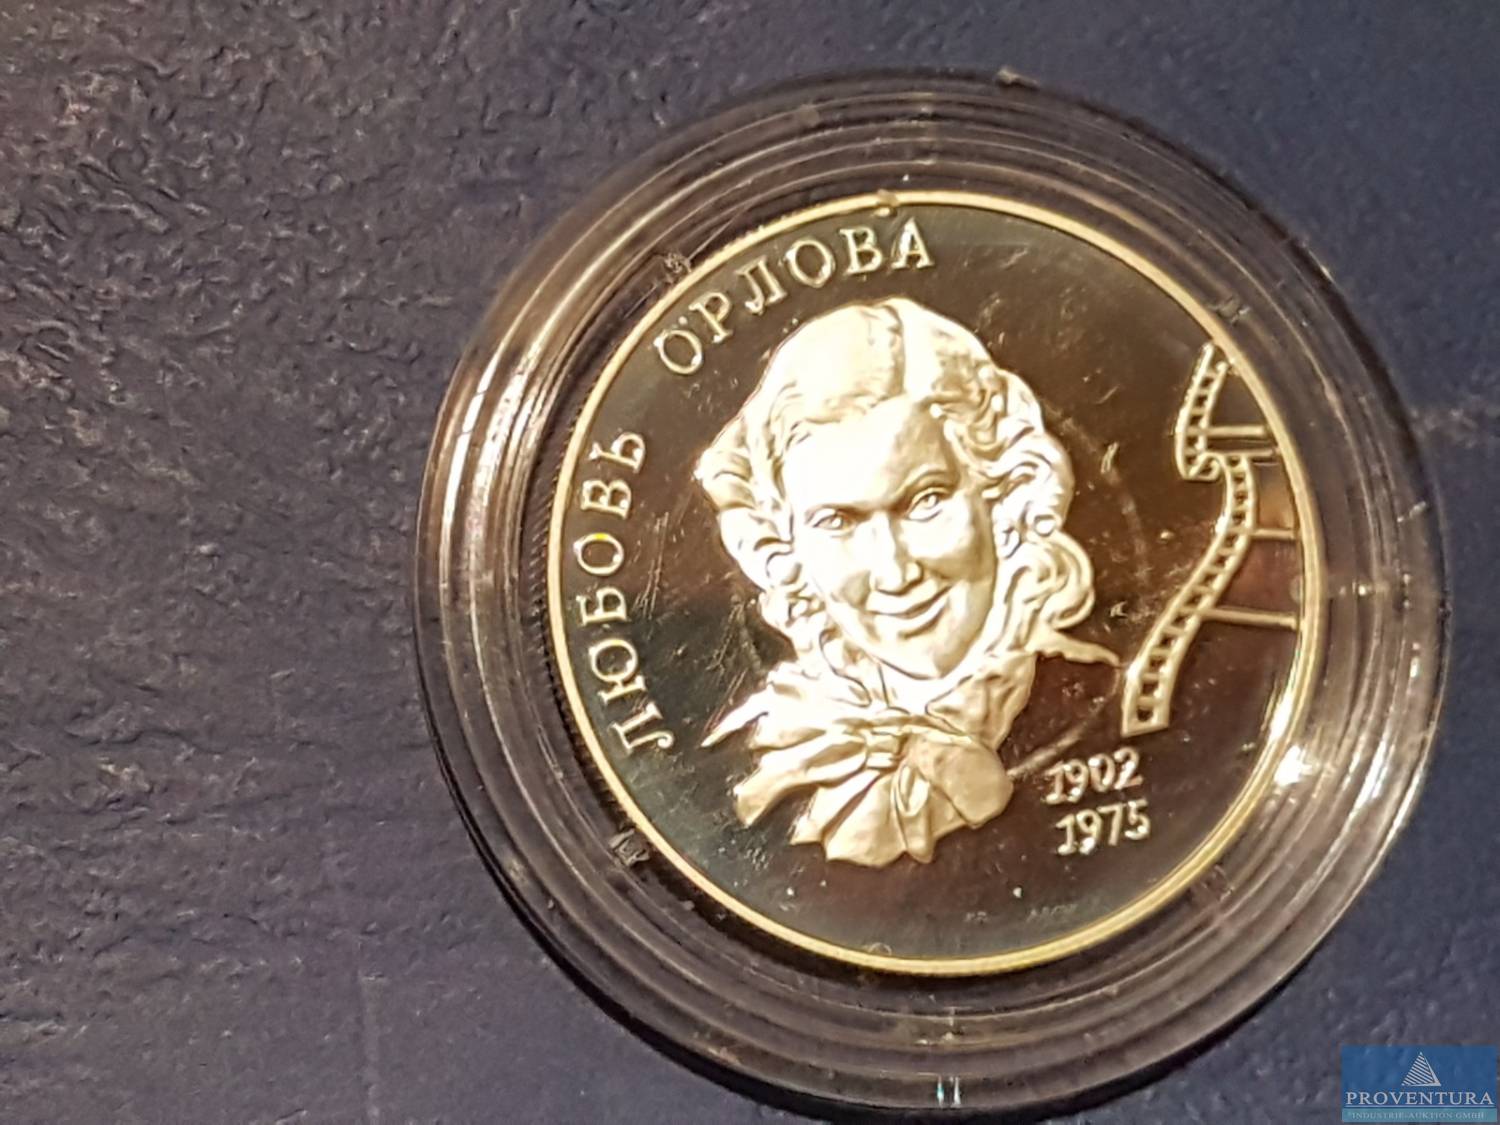 ЛЮБОВЬ ОРЛОВА
1902
1975
PROVENTURA
INDUSTRIE-AUKTION GMBH